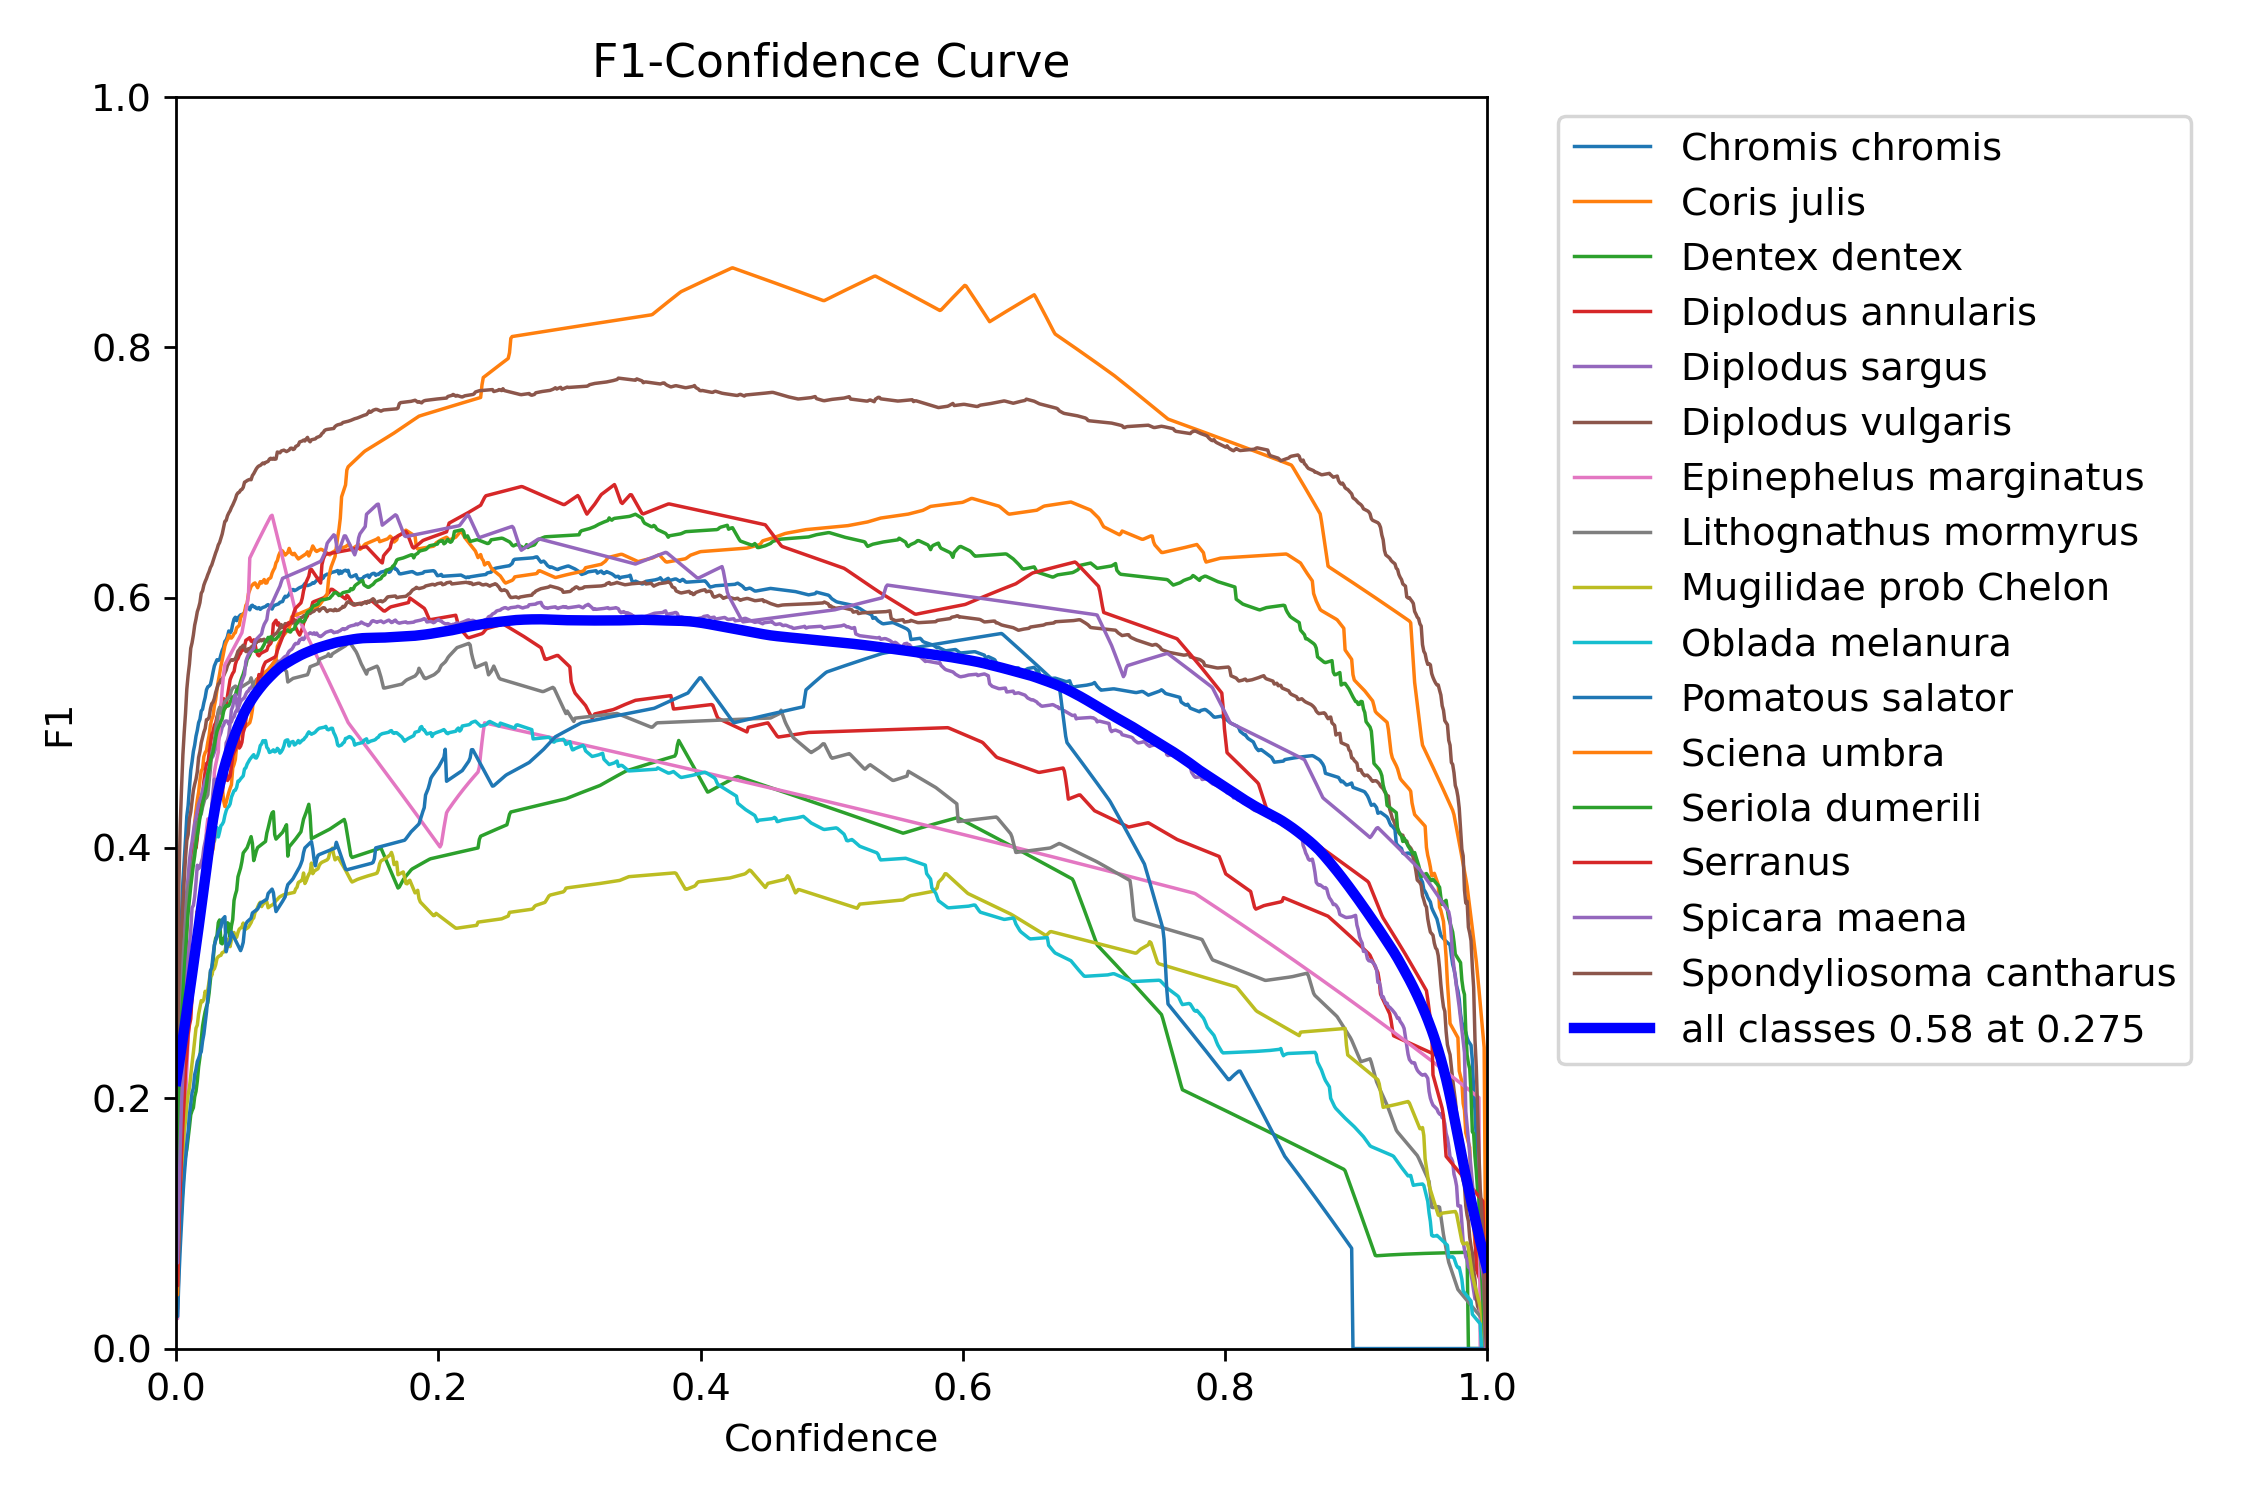 F1-Confidence Curve
1.0
0.8
0.6
0.4
0.2
0.0
F1
0.0 0.2 0.4 0.6 0.8 1.0
Confidence
Chromis chromis
Coris julis
Dentex dentex
Diplodus annularis
Diplodus sargus
Diplodus vulgaris
Epinephelus marginatus
Lithognathus mormyrus
Mugilidae prob Chelon
Oblada melanura
Pomatous salator
Sciena umbra
Seriola dumerili
Serranus
Spicara maena
Spondyliosoma cantharus
all classes 0.58 at 0.275